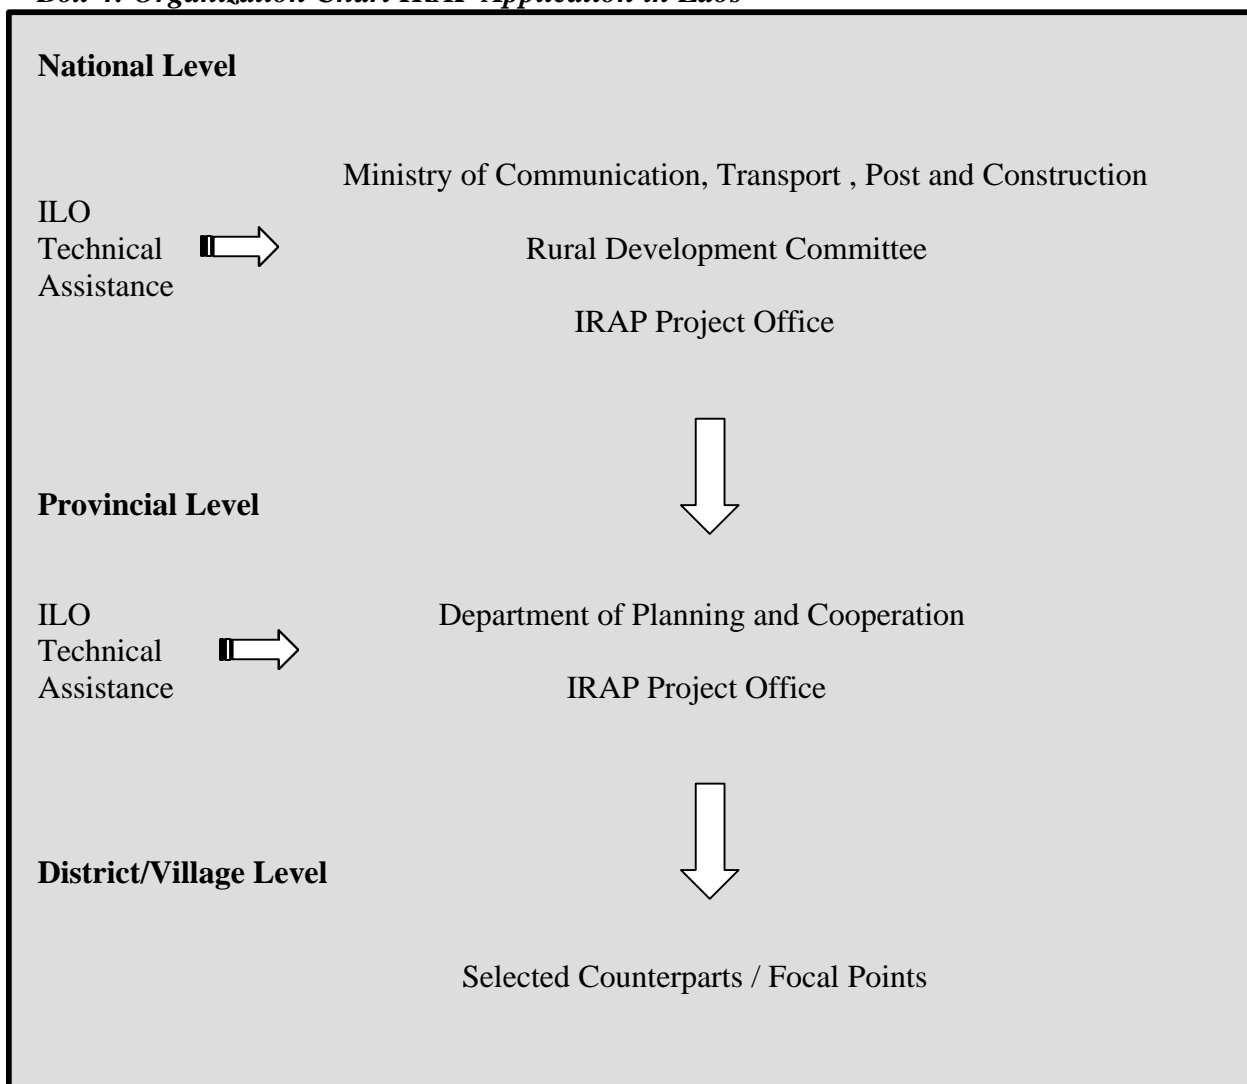 Box 4: Organization Chart IRAP Application in Laos
National Level
Ministry of Communication, Transport , Post and Construction
ILO
Technical
Assistance
Rural Development Committee
IRAP Project Office
Provincial Level
ILO
Technical
Assistance
Department of Planning and Cooperation
IRAP Project Office
District/Village Level
Selected Counterparts / Focal Points